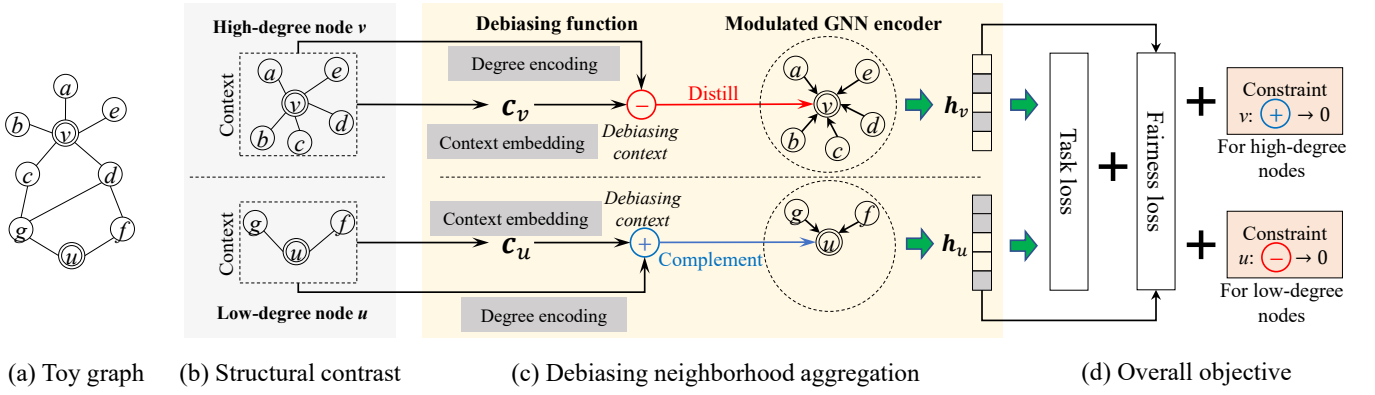 a
e
b
v
c
d
g
f
u
(a) Toy graph
High-degree node v
Context
a
e
v
b
d
c
Context
g
f
u
Low-degree node u
(b) Structural contrast
Debiasing function
Modulated GNN encoder
Degree encoding
c_v
−
Distill
Context embedding
Debiasing
context
a
e
v
b
d
c
h_v
Context embedding
Debiasing
context
c_u
+
Complement
Degree encoding
g
f
u
h_u
(c) Debiasing neighborhood aggregation
Task loss
+
Fairness loss
+
Constraint
v: + → 0
For high-degree
nodes
+
Constraint
u: − → 0
For low-degree
nodes
(d) Overall objective